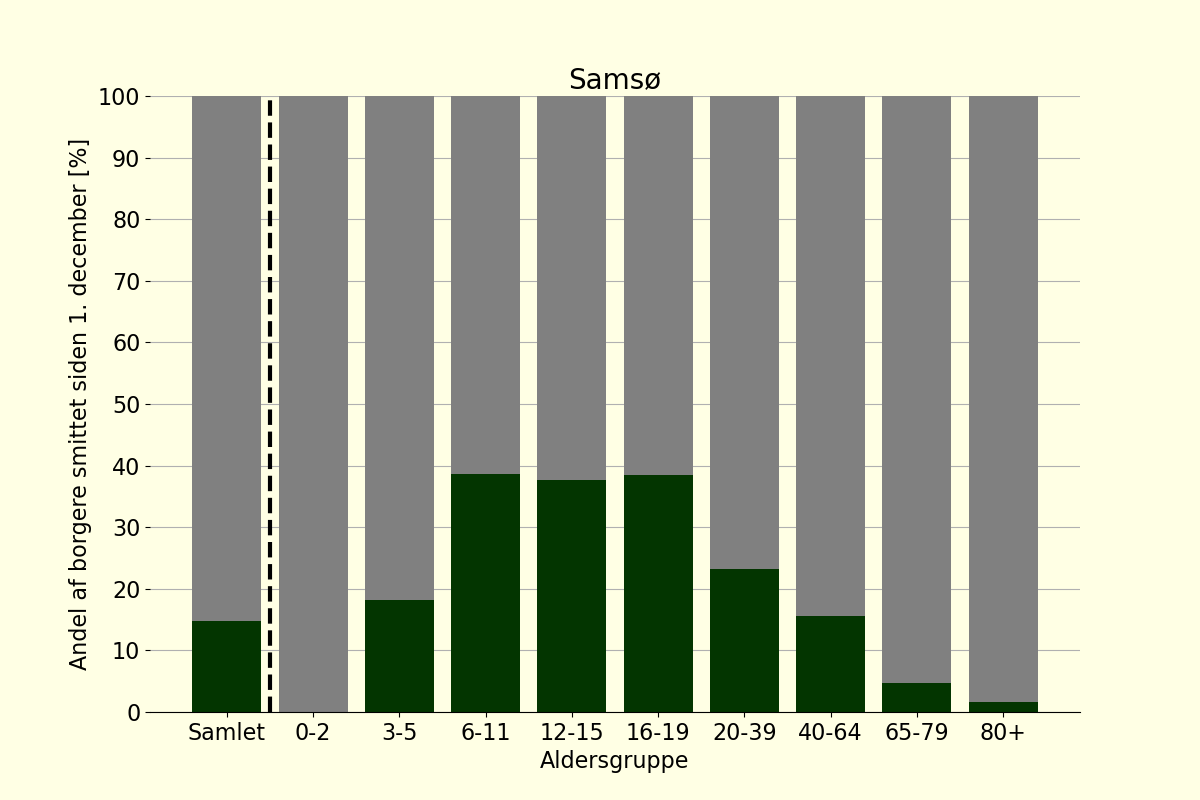 Samsø
Andel af borgere smittet siden 1. december [%]
100
90
80
70
60
50
40
30
20
10
0
Samlet 0-2 3-5 6-11 12-15 16-19 20-39 40-64 65-79 80+
Aldersgruppe